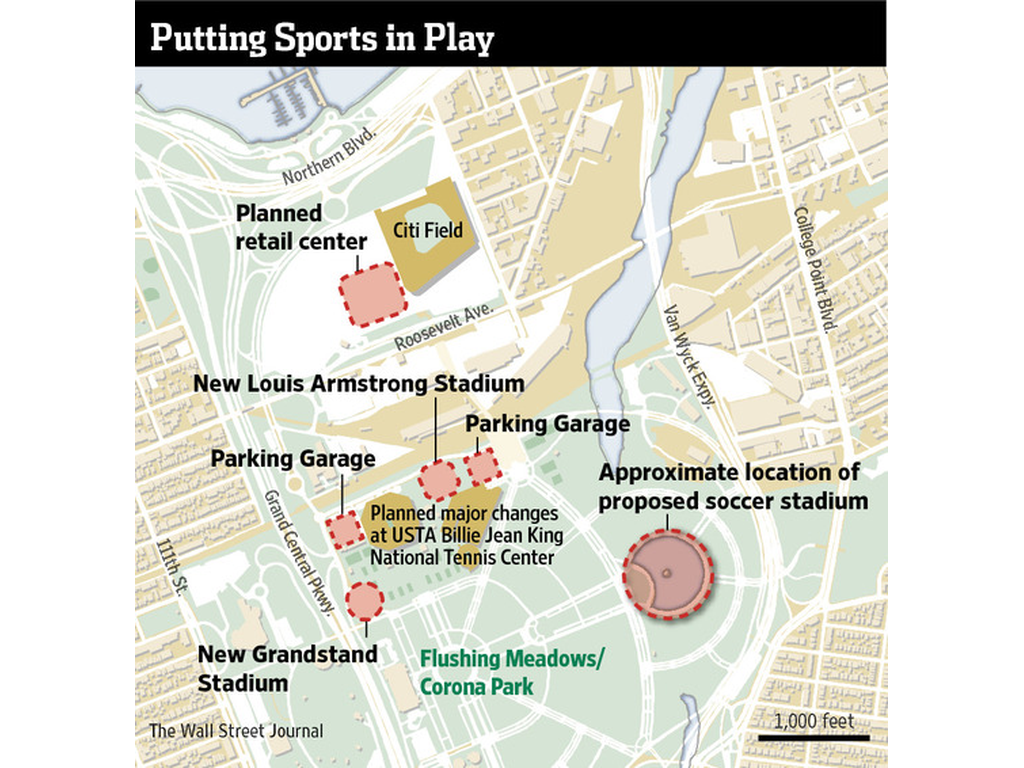 Putting Sports in Play
Northern Blvd.
Planned
retail center
Citi Field
College Point Blvd.
Roosevelt Ave.
Van Wyck Expy.
New Louis Armstrong Stadium
Parking Garage
Parking Garage
Approximate location of
proposed soccer stadium
Grand Central Pkwy.
Planned major changes
at USTA Billie Jean King
National Tennis Center
111th St.
New Grandstand
Stadium
Flushing Meadows/
Corona Park
1,000 feet
The Wall Street Journal